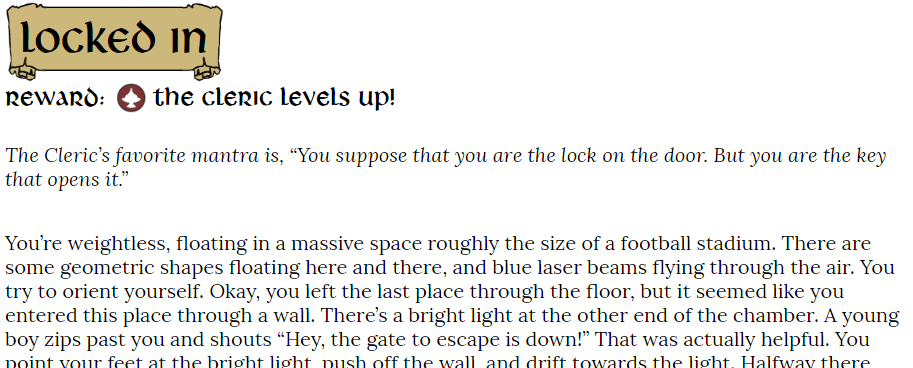 Locked In
Reward: The Cleric levels up!
The Cleric’s favorite mantra is, “You suppose that you are the lock on the door. But you are the key
that opens it.”
You’re weightless, floating in a massive space roughly the size of a football stadium. There are
some geometric shapes floating here and there, and blue laser beams flying through the air. You
try to orient yourself. Okay, you left the last place through the floor, but it seemed like you
entered this place through a wall. There’s a bright light at the other end of the chamber. A young
boy zips past you and shouts “Hey, the gate to escape is down!” That was actually helpful. You
point your feet at the bright light, push off the wall, and drift towards the light. Halfway there